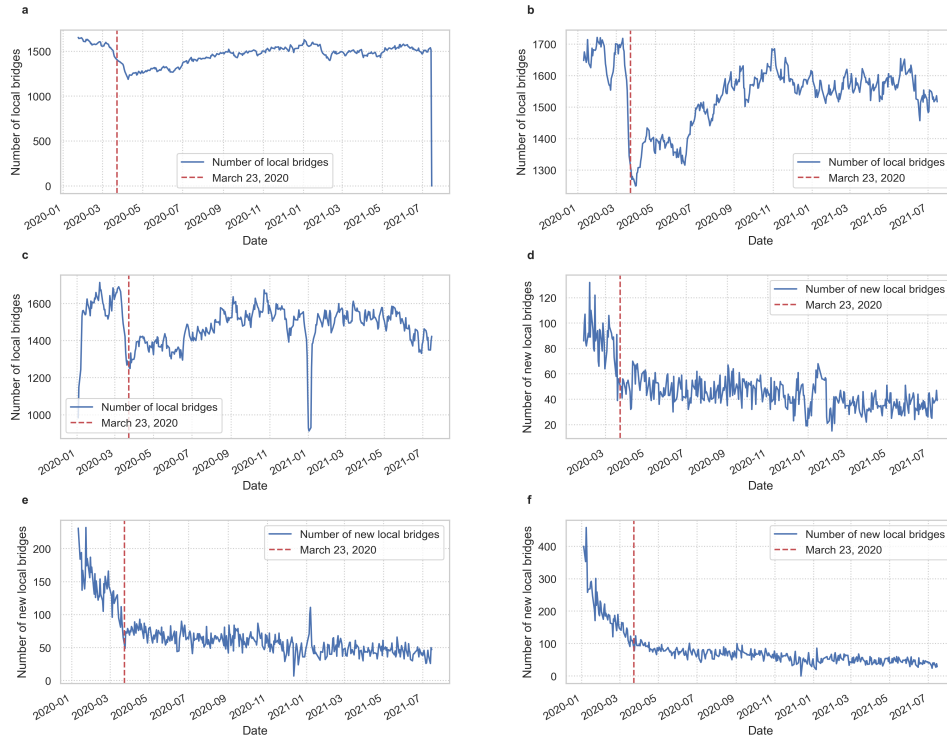 a
Number of local bridges
1500
1000
500
0
Number of local bridges
March 23, 2020
2020-01
2020-03
2020-05
2020-07
2020-09
2020-11
2021-01
2021-03
2021-05
2021-07
Date
b
Number of local bridges
1700
1600
1500
1400
1300
Number of local bridges
March 23, 2020
2020-01
2020-03
2020-05
2020-07
2020-09
2020-11
2021-01
2021-03
2021-05
2021-07
Date
c
Number of local bridges
1600
1400
1200
1000
Number of local bridges
March 23, 2020
2020-01
2020-03
2020-05
2020-07
2020-09
2020-11
2021-01
2021-03
2021-05
2021-07
Date
d
Number of new local bridges
120
100
80
60
40
20
Number of new local bridges
March 23, 2020
2020-03
2020-05
2020-07
2020-09
2020-11
2021-01
2021-03
2021-05
2021-07
Date
e
Number of new local bridges
200
150
100
50
0
Number of new local bridges
March 23, 2020
2020-01
2020-03
2020-05
2020-07
2020-09
2020-11
2021-01
2021-03
2021-05
2021-07
Date
f
Number of new local bridges
400
300
200
100
0
Number of new local bridges
March 23, 2020
2020-01
2020-03
2020-05
2020-07
2020-09
2020-11
2021-01
2021-03
2021-05
2021-07
Date